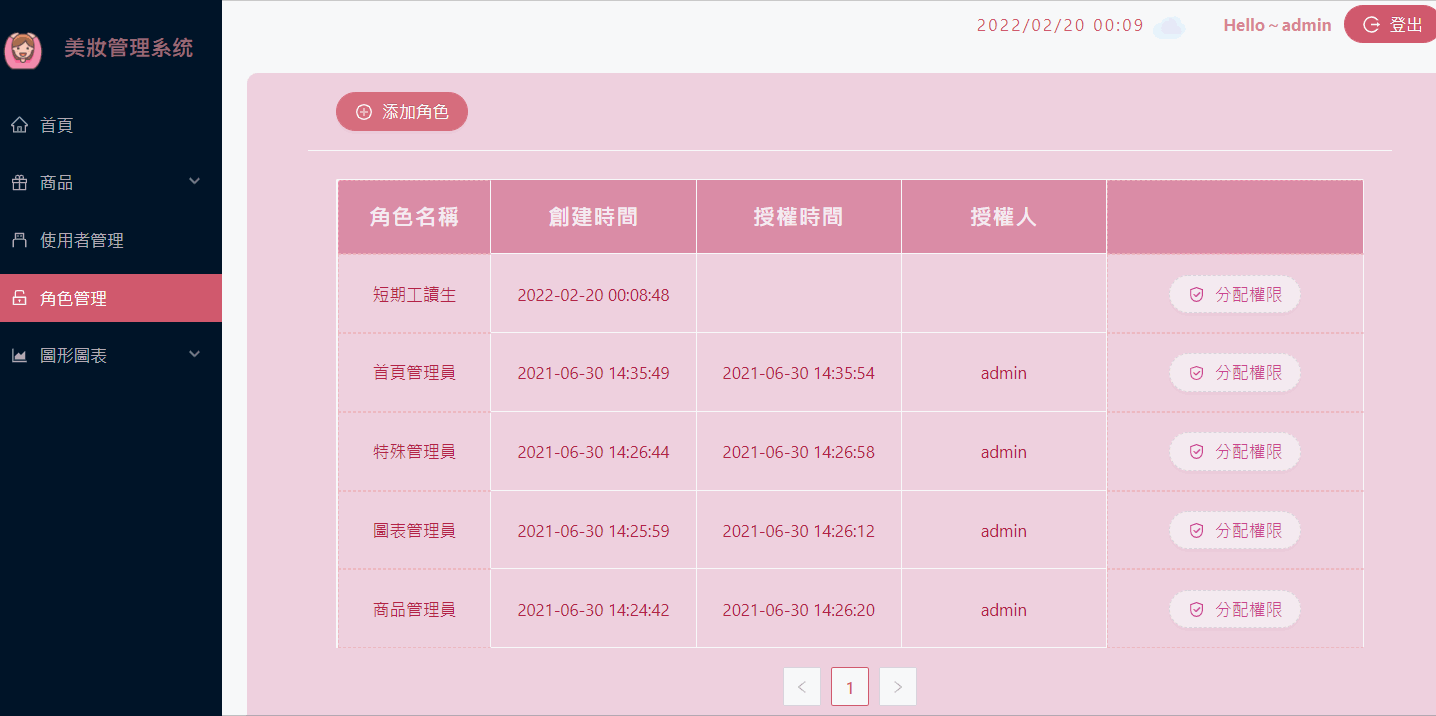 美妝管理系統
2022/02/20 00:09
Hello~admin
登出
首頁
商品
使用者管理
角色管理
圖形圖表
添加角色
角色名稱 創建時間 授權時間 授權人
短期工讀生 2022-02-20 00:08:48 分配權限
首頁管理員 2021-06-30 14:35:49 2021-06-30 14:35:54 admin 分配權限
特殊管理員 2021-06-30 14:26:44 2021-06-30 14:26:58 admin 分配權限
圖表管理員 2021-06-30 14:25:59 2021-06-30 14:26:12 admin 分配權限
商品管理員 2021-06-30 14:24:42 2021-06-30 14:26:20 admin 分配權限
1